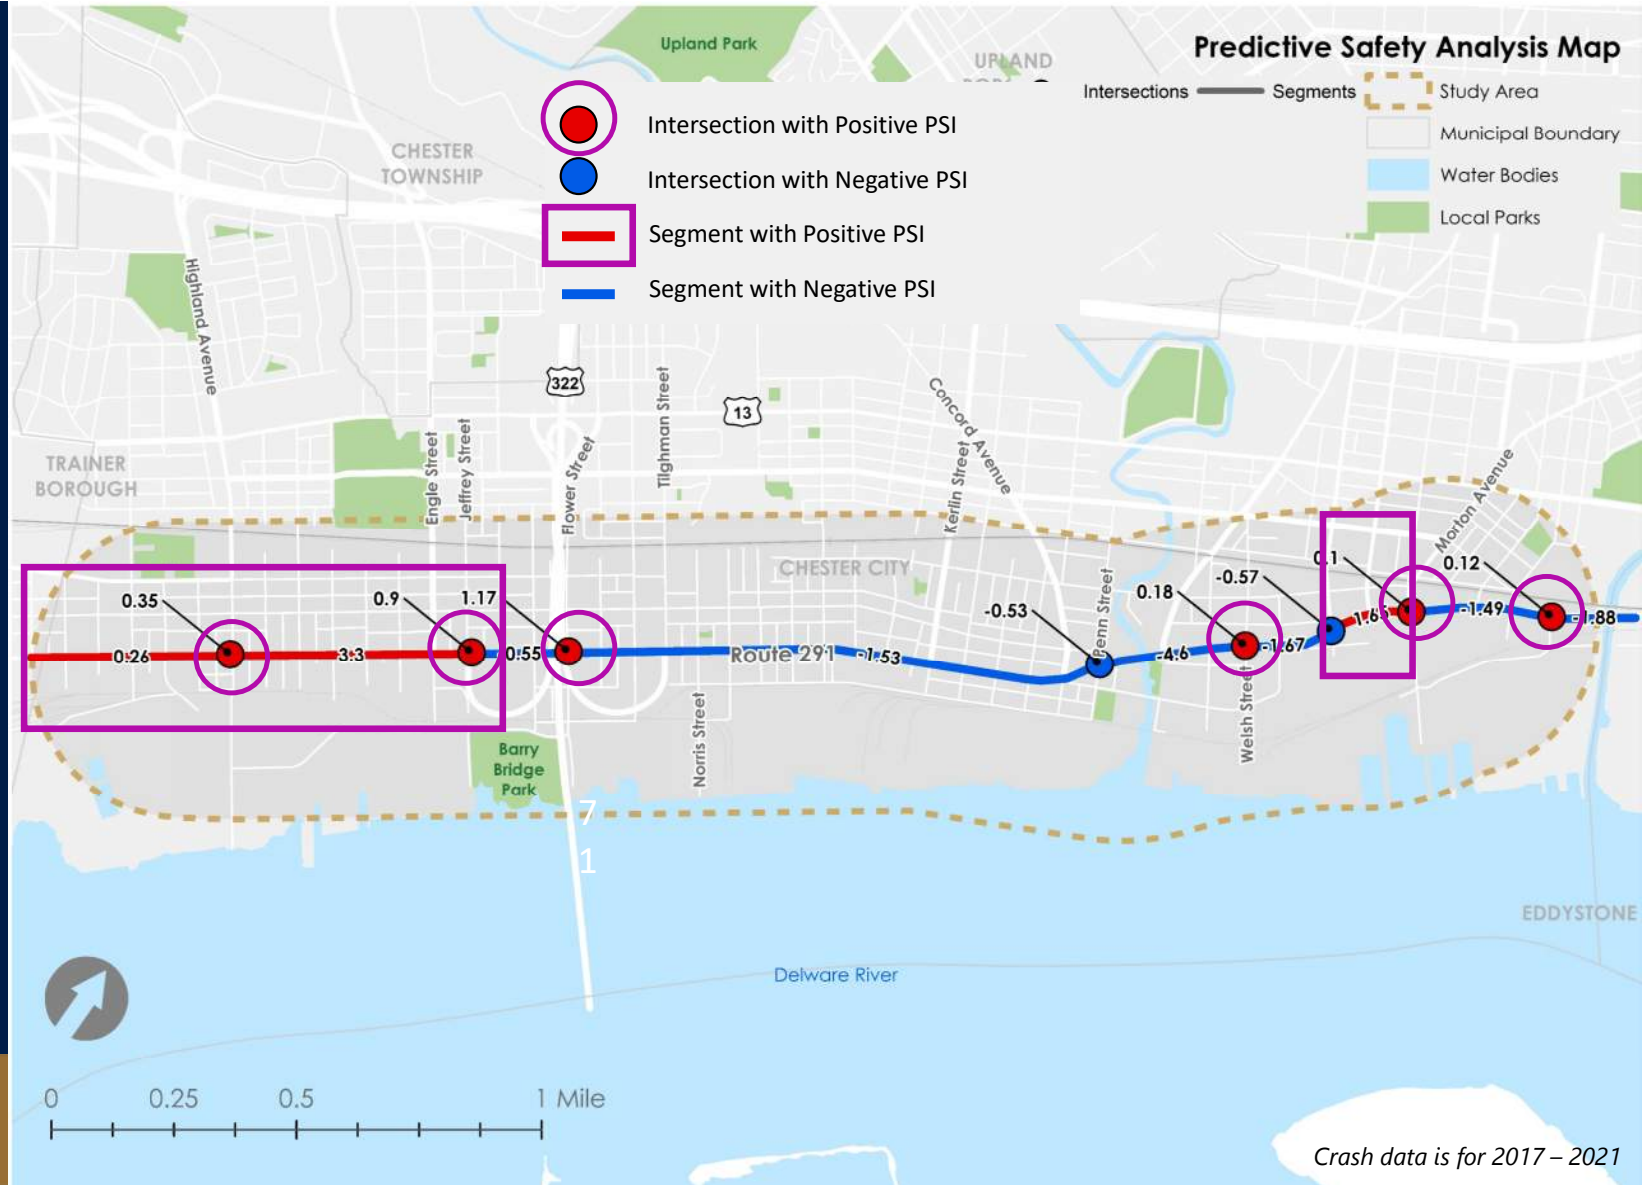 Predictive Safety Analysis Map
Intersections
Segments
Study Area
Municipal Boundary
Water Bodies
Local Parks
Intersection with Positive PSI
Intersection with Negative PSI
Segment with Positive PSI
Segment with Negative PSI
Upland Park
UPLAND
CHESTER
TOWNSHIP
Highland Avenue
322
13
TRAINER
BOROUGH
Engle Street
Jeffrey Street
Flower Street
Tilghman Street
Concord Avenue
Kerlin Street
Morton Avenue
CHESTER CITY
Penn Street
0.35
0.9
1.17
-0.53
0.18
-0.57
0.1
0.12
0.26
3.3
-0.55
Route 291
-1.53
-4.6
-1.67
1.65
-1.49
-1.88
Norris Street
Welsh Street
Barry
Bridge
Park
7
1
EDDYSTONE
Delware River
0 0.25 0.5 1 Mile
Crash data is for 2017 – 2021